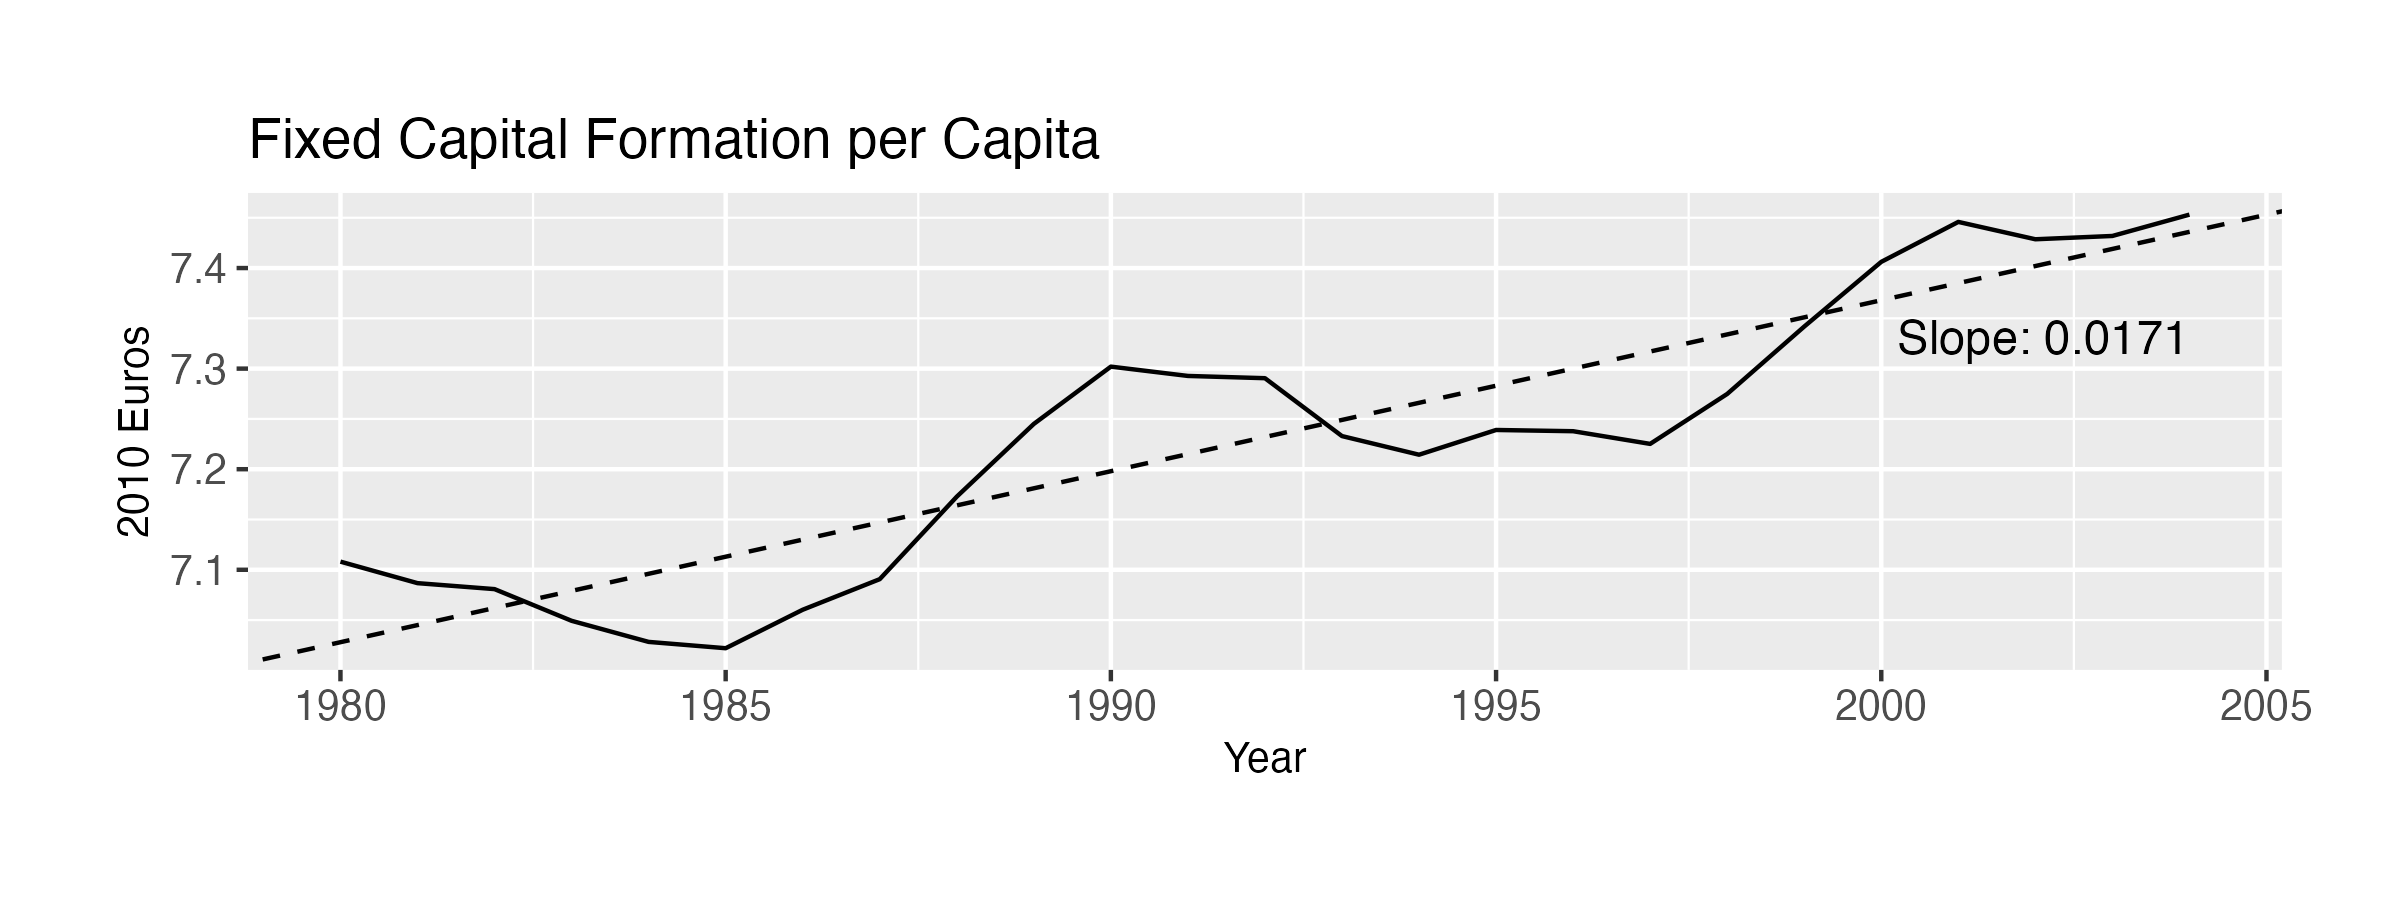 Fixed Capital Formation per Capita
7.4
7.3
7.2
7.1
2010 Euros
Slope: 0.0171
1980 1985 1990 1995 2000 2005
Year